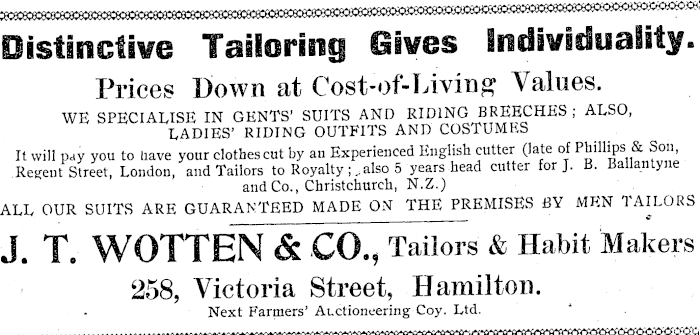 Distinctive Tailoring Gives Individuality.
Prices Down at Cost-of-Living Values.
WE SPECIALISE IN GENTS' SUITS AND RIDING BREECHES; ALSO,
LADIES' RIDING OUTFITS AND COSTUMES
It will pay you to have your clothes cut by an Experienced English cutter (late of Phillips & Son,
Regent Street, London, and Tailors to Royalty; also 5 years head cutter for J. B. Ballantyne
and Co., Christchurch, N.Z.)
ALL OUR SUITS ARE GUARANTEED MADE ON THE PREMISES BY MEN TAILORS
J. T. WOTTEN & CO., Tailors & Habit Makers
258, Victoria Street, Hamilton.
Next Farmers' Auctioneering Coy. Ltd.